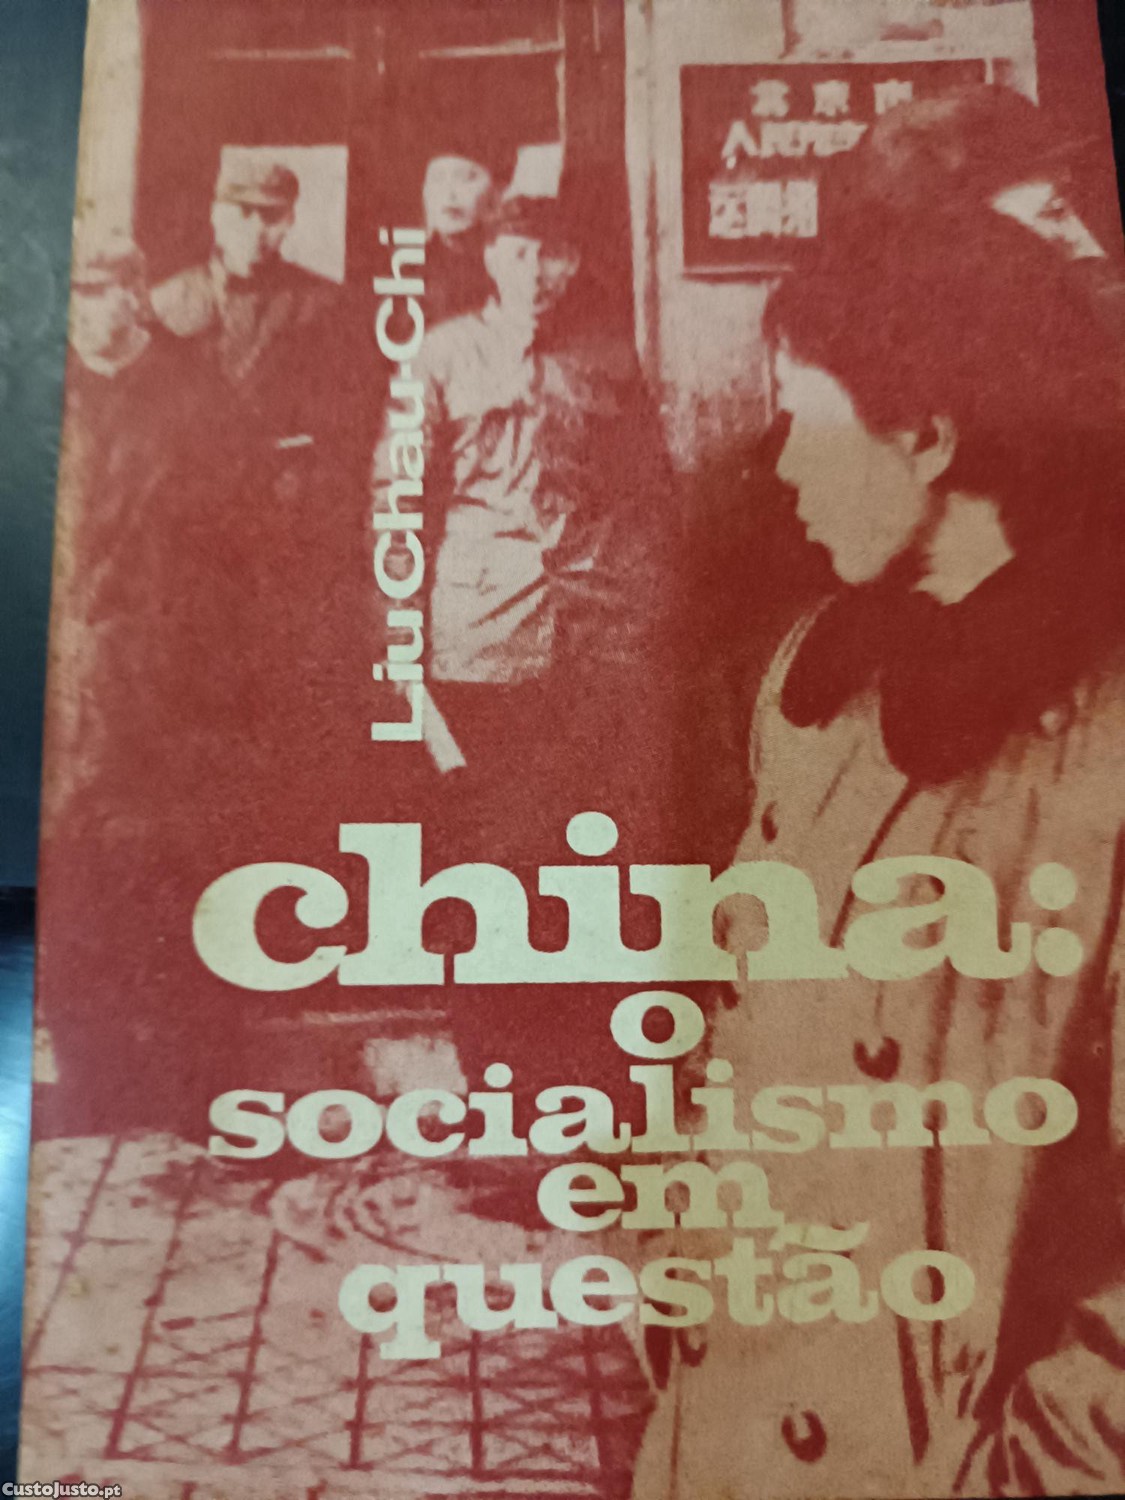 北京市
人民
Liu Chau-Chi
china:
o
socialismo
em
questão
CustoJusto.pt